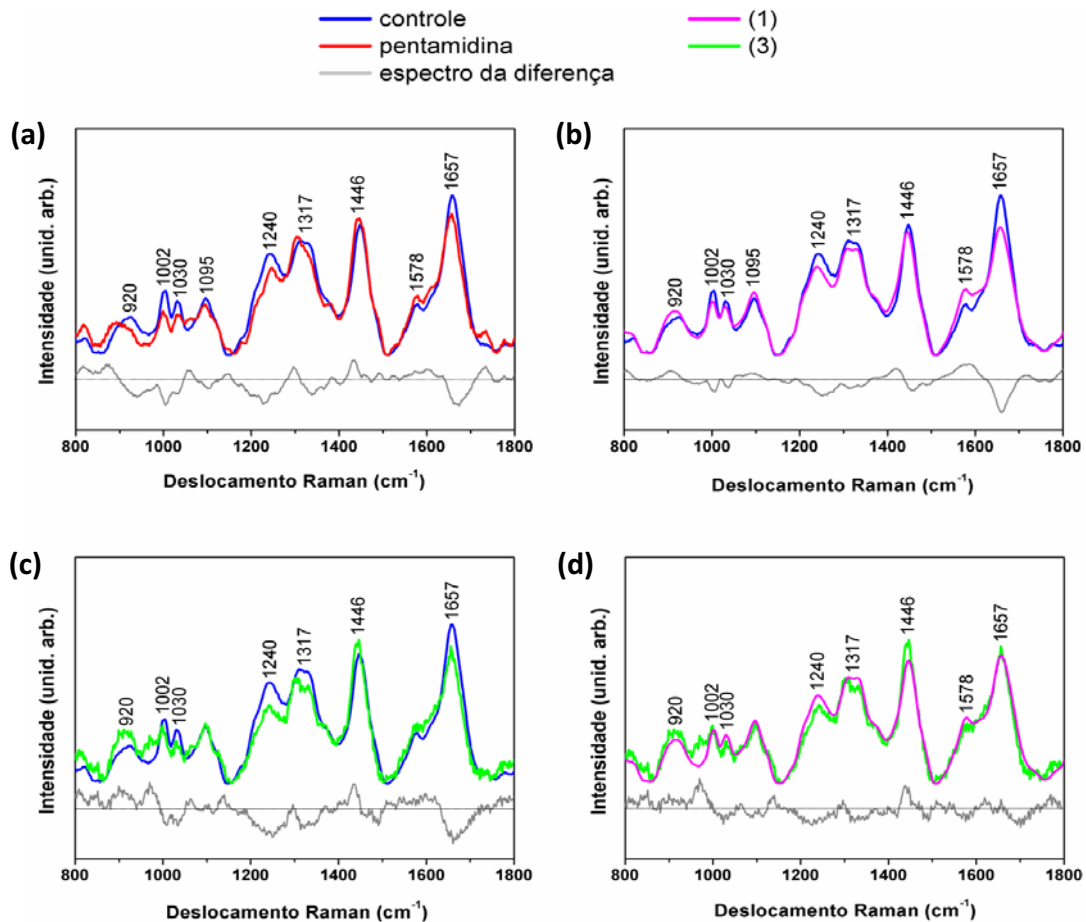 controle
(1)
pentamidina
(3)
espectro da diferença
(a)
Intensidade (unid. arb.)
920
1002
1030
1095
1240
1317
1446
1578
1657
800 1000 1200 1400 1600 1800
Deslocamento Raman (cm⁻¹)
(b)
Intensidade (unid. arb.)
920
1002
1030
1095
1240
1317
1446
1578
1657
800 1000 1200 1400 1600 1800
Deslocamento Raman (cm⁻¹)
(c)
Intensidade (unid. arb.)
920
1002
1030
1240
1317
1446
1657
800 1000 1200 1400 1600 1800
Deslocamento Raman (cm⁻¹)
(d)
Intensidade (unid. arb.)
920
1002
1030
1240
1317
1446
1578
1657
800 1000 1200 1400 1600 1800
Deslocamento Raman (cm⁻¹)